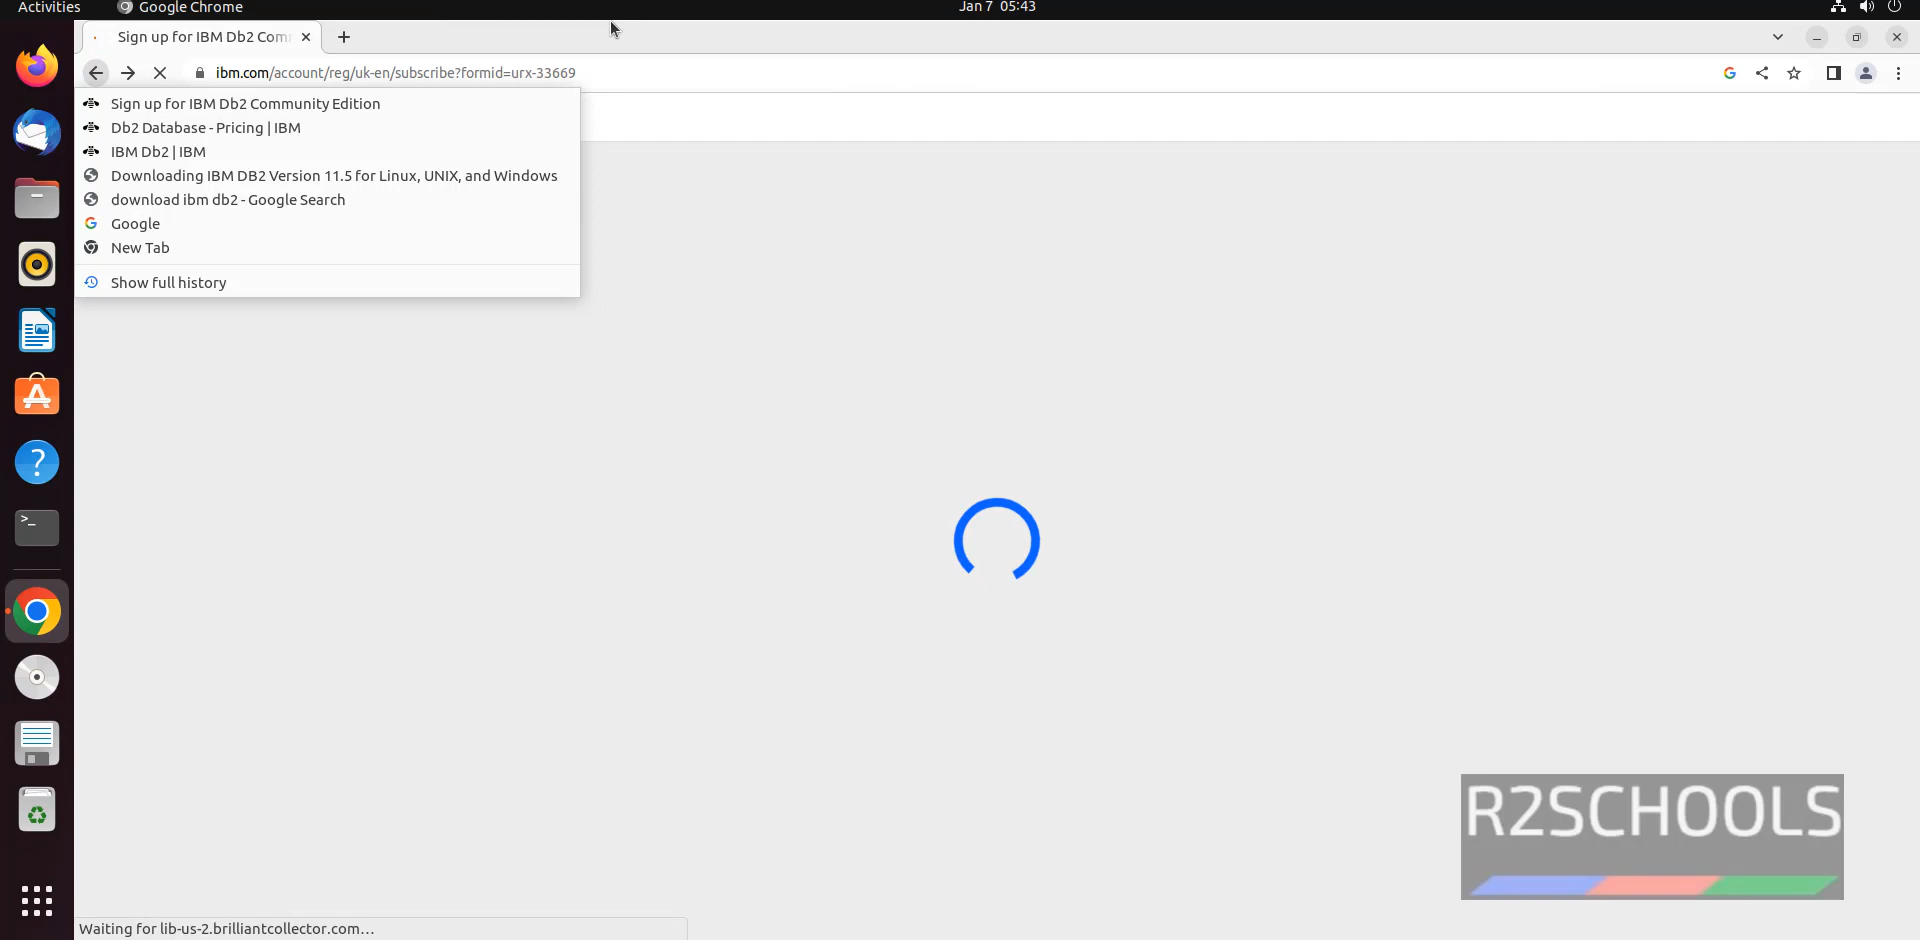 Activities
Google Chrome
Jan 7 05:43
Sign up for IBM Db2 Com
ibm.com/account/reg/uk-en/subscribe?formid=urx-33669
Sign up for IBM Db2 Community Edition
Db2 Database - Pricing | IBM
IBM Db2 | IBM
Downloading IBM DB2 Version 11.5 for Linux, UNIX, and Windows
download ibm db2 - Google Search
Google
New Tab
Show full history
>_
?
R2SCHOOLS
Waiting for lib-us-2.brilliantcollector.com...